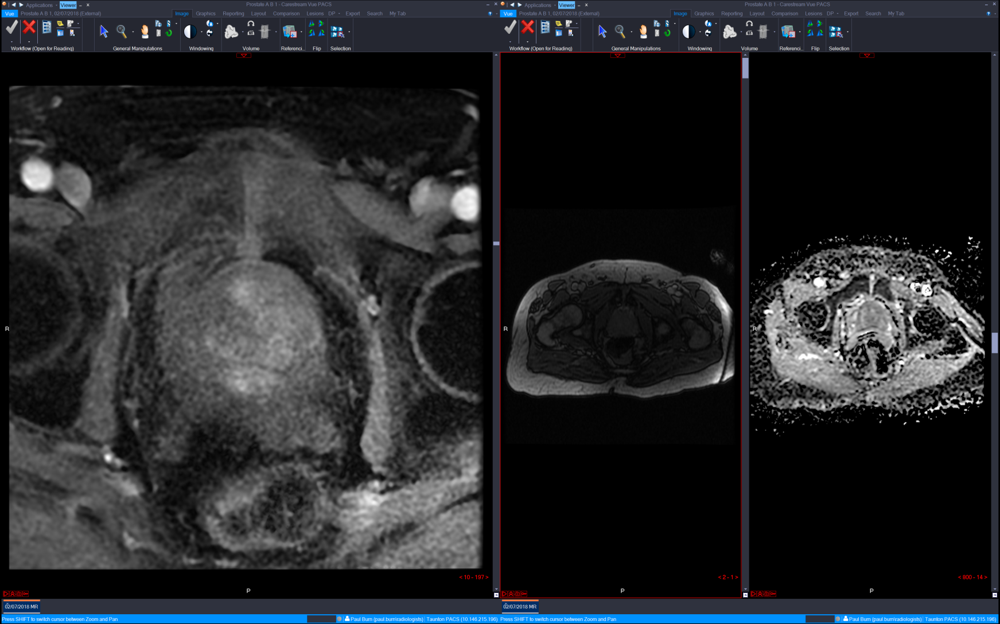 Applications Viewer Prostate A B 1 - Carestream Vue PACS
Vue Prostate A B 1, 02/07/2018 (External) Image Graphics Reporting Layout Comparison Lesions DP Export Search My Tab
Workflow (Open for Reading) General Manipulations Windowing Volume Referenci... Flip Selection
R
< 10 - 197 >
P
02/07/2018 MR
Press SHIFT to switch cursor between Zoom and Pan Paul Burn (paul.burn\radiologists) Taunton PACS (10.146.215.196)
Applications Viewer Prostate A B 1 - Carestream Vue PACS
Vue Prostate A B 1, 02/07/2018 (External) Image Graphics Reporting Layout Comparison Lesions DP Export Search My Tab
Workflow (Open for Reading) General Manipulations Windowing Volume Referenci... Flip Selection
R
< 2 - 1 >
P
R
< 800 - 14 >
P
02/07/2018 MR
Press SHIFT to switch cursor between Zoom and Pan Paul Burn (paul.burn\radiologists) Taunton PACS (10.146.215.196)